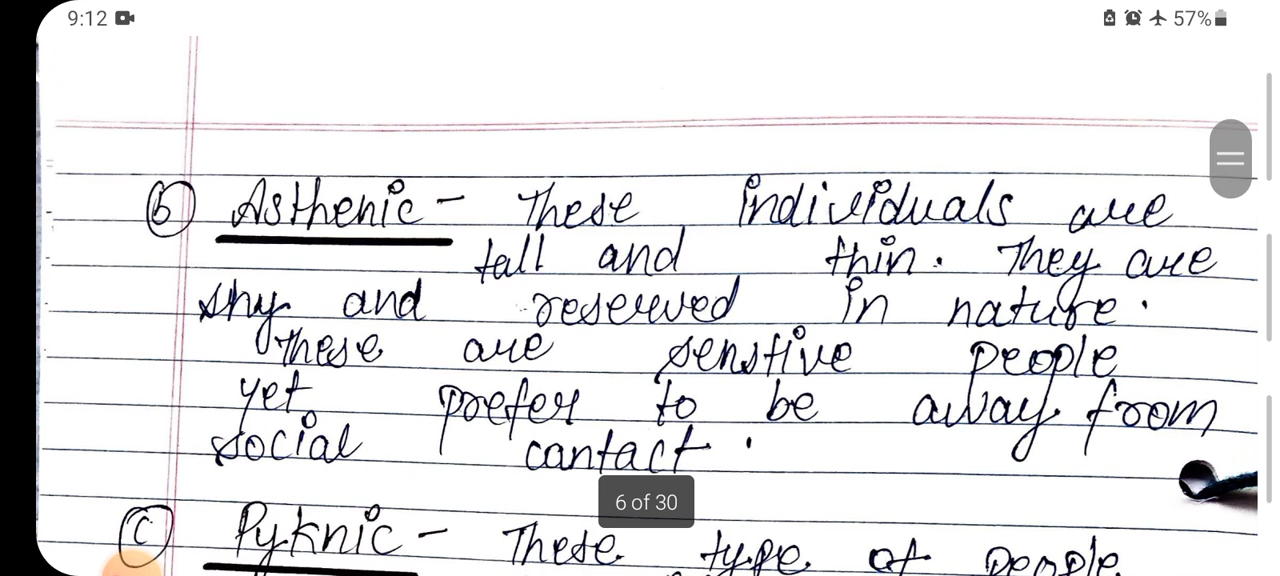 9:12
57%
(b) Asthenic - These individuals are
tall and thin. They are
shy and reserved in nature.
These are senstive people
yet prefer to be away from
social contact.
6 of 30
(c) Pyknic - These type of people